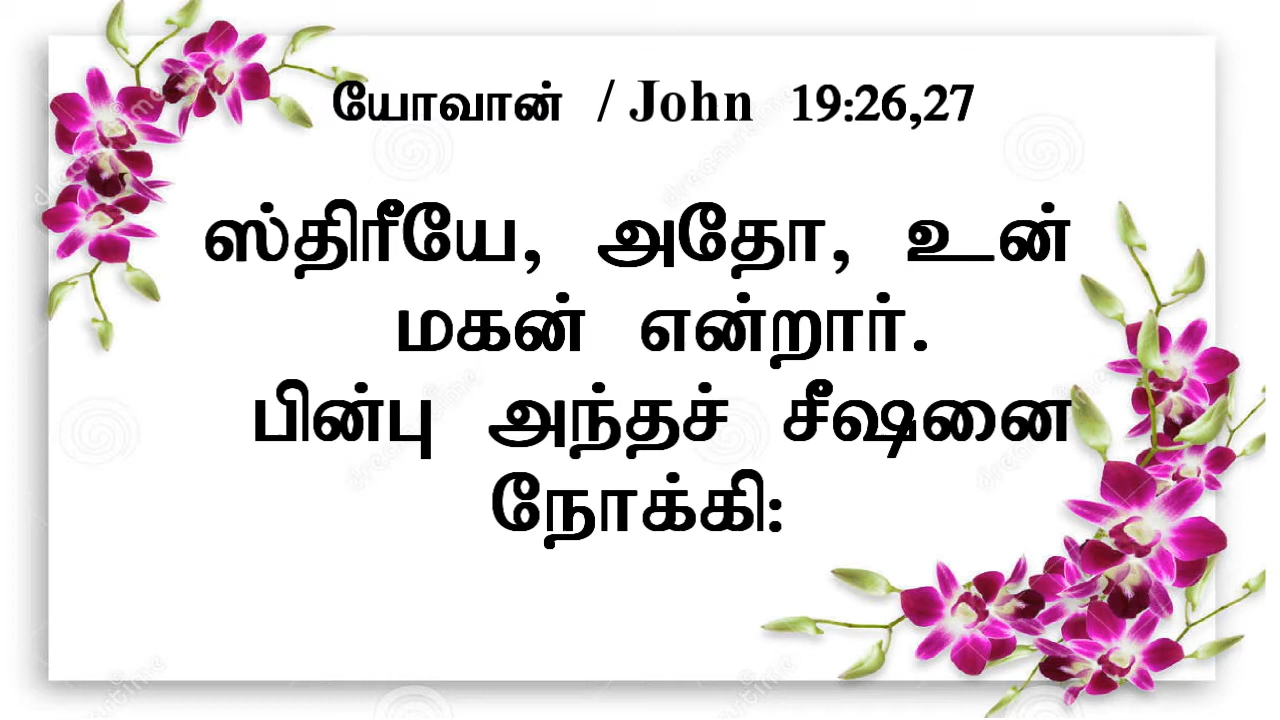 யோவான் / John 19:26,27
ஸ்திரீயே, அதோ, உன்
மகன் என்றார்.
பின்பு அந்தச் சீஷனை
நோக்கி: